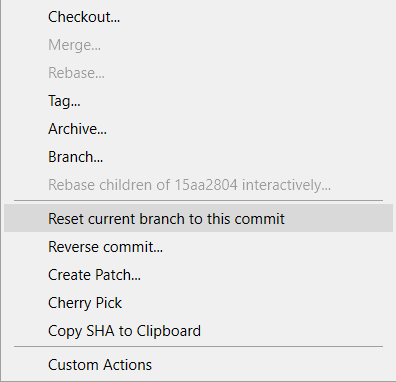 Checkout...
Merge...
Rebase...
Tag...
Archive...
Branch...
Rebase children of 15aa2804 interactively...
Reset current branch to this commit
Reverse commit...
Create Patch...
Cherry Pick
Copy SHA to Clipboard
Custom Actions